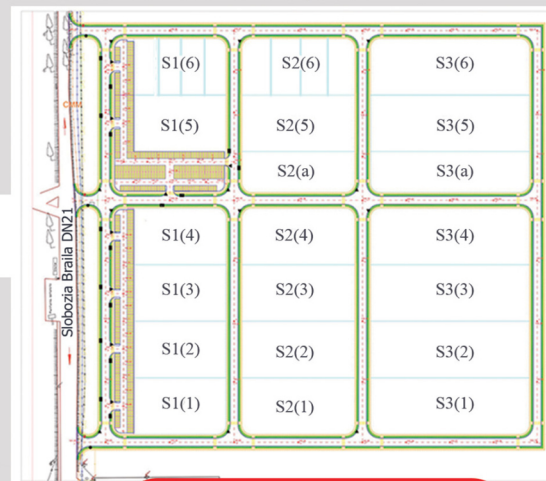 S1(6) S2(6) S3(6)
S1(5) S2(5) S3(5)
S2(a) S3(a)
S1(4) S2(4) S3(4)
S1(3) S2(3) S3(3)
S1(2) S2(2) S3(2)
S1(1) S2(1) S3(1)
Slobozia Braila DN21